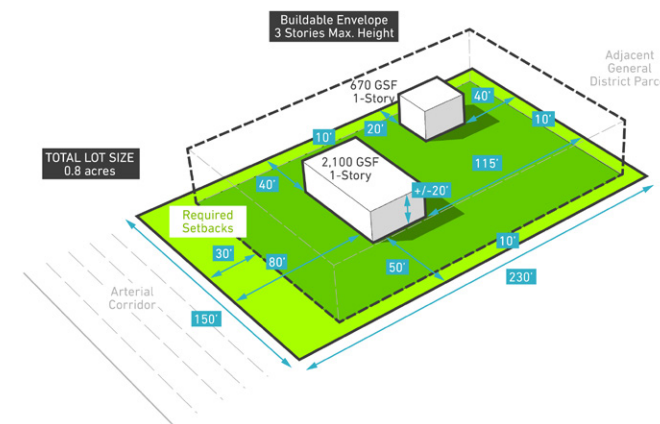 Buildable Envelope
3 Stories Max. Height
Adjacent
General
District Parc
670 GSF
1-Story
40'
10'
20'
10'
TOTAL LOT SIZE
0.8 acres
2,100 GSF
1-Story
115'
40'
+/-20'
Required
Setbacks
10'
30'
80'
50'
230'
Arterial
Corridor
150'